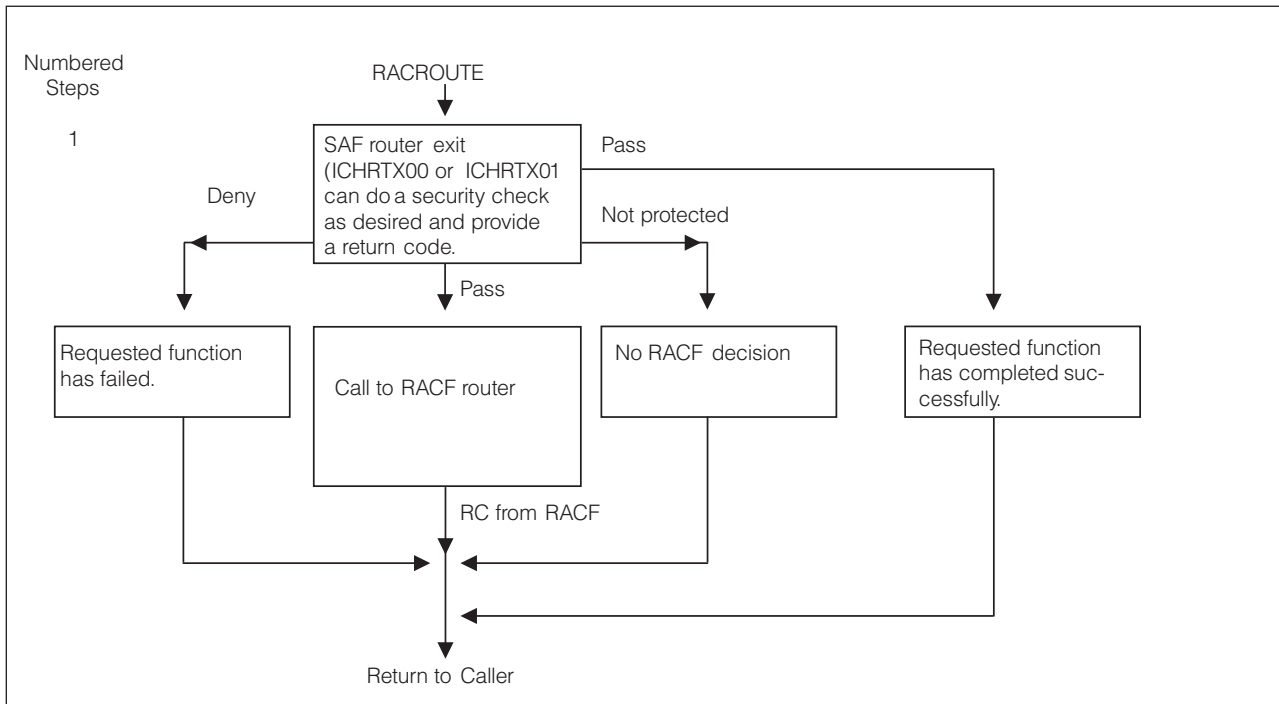 Numbered
Steps
RACROUTE
1
SAF router exit
(ICHRTX00 or ICHRTX01
can do a security check
as desired and provide
a return code.
Pass
Deny
Not protected
Pass
Requested function
has failed.
Call to RACF router
No RACF decision
Requested function
has completed suc-
cessfully.
RC from RACF
Return to Caller